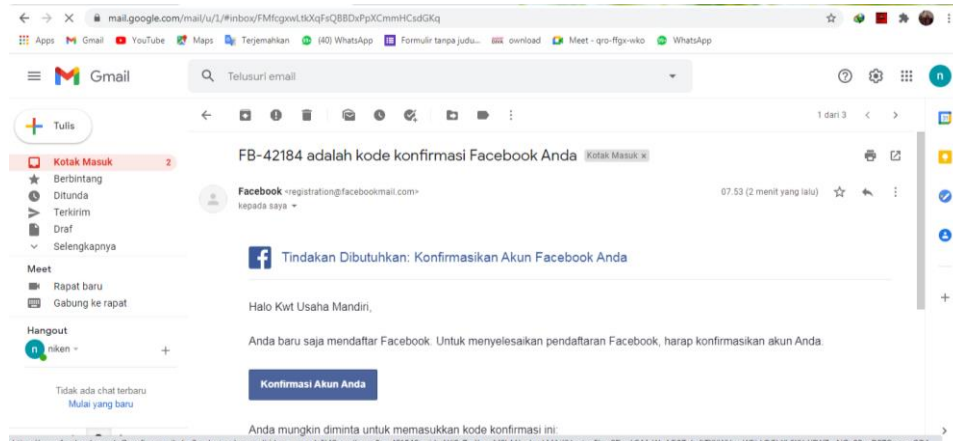 mail.google.com/mail/u/1/#inbox/FMfcgxwLtkXqFsQBBDxPpXCmmHCsdGKq
Apps Gmail YouTube Maps Terjemahkan (40) WhatsApp Formulir tanpa judu... ownload Meet - qro-ffgx-wko WhatsApp
Gmail
Telusuri email
n
Tulis
1 dari 3
Kotak Masuk 2
Berbintang
Ditunda
Terkirim
Draf
Selengkapnya
Meet
Rapat baru
Gabung ke rapat
Hangout
n niken
Tidak ada chat terbaru
Mulai yang baru
FB-42184 adalah kode konfirmasi Facebook Anda Kotak Masuk x
Facebook <registration@facebookmail.com> 07.53 (2 menit yang lalu)
kepada saya
Tindakan Dibutuhkan: Konfirmasikan Akun Facebook Anda
Halo Kwt Usaha Mandiri,
Anda baru saja mendaftar Facebook. Untuk menyelesaikan pendaftaran Facebook, harap konfirmasikan akun Anda.
Konfirmasi Akun Anda
Anda mungkin diminta untuk memasukkan kode konfirmasi ini: